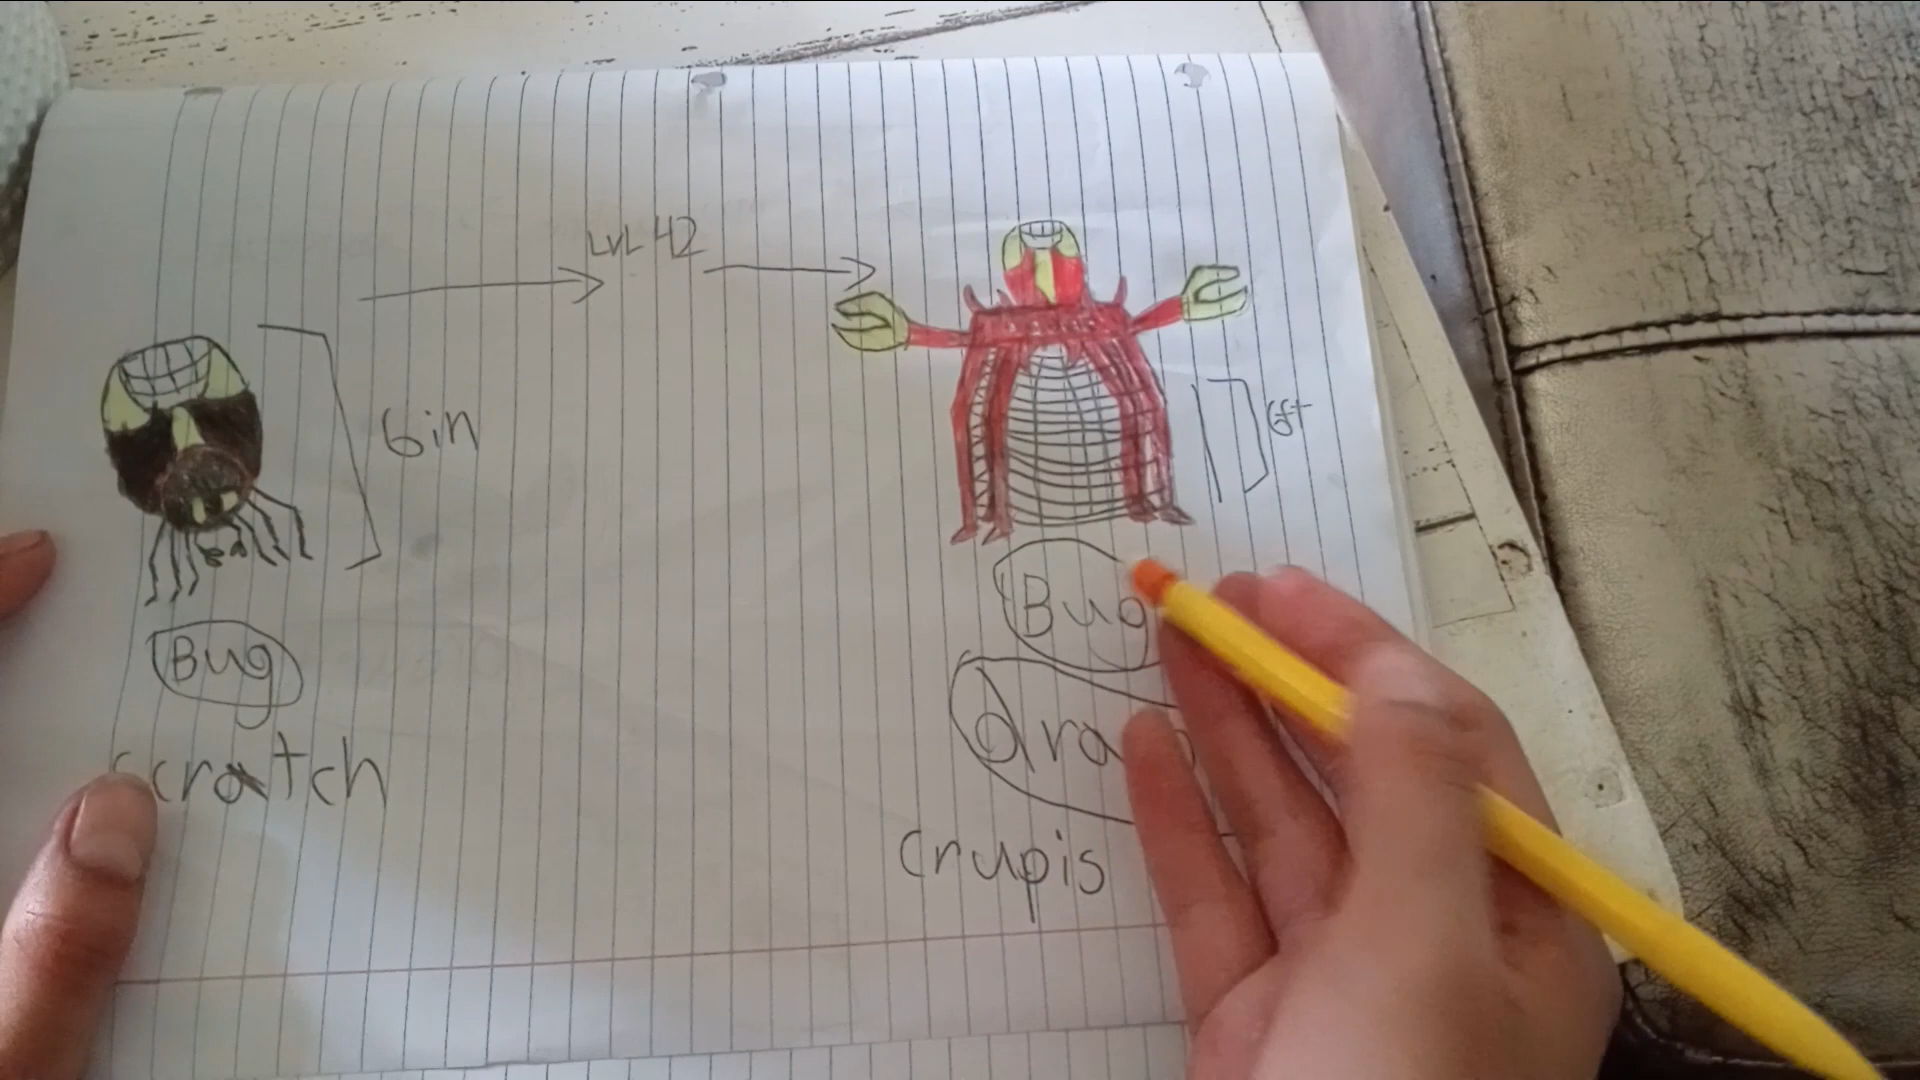 LVL 42
6in
6ft
Bug
Bug
scratch
crupis